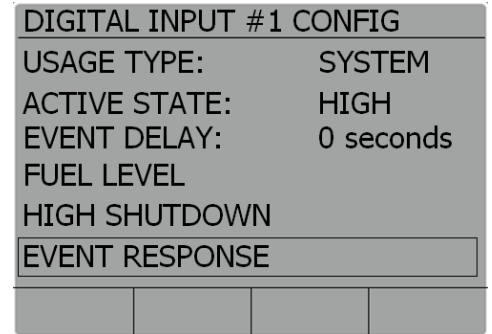 DIGITAL INPUT #1 CONFIG
USAGE TYPE: SYSTEM
ACTIVE STATE: HIGH
EVENT DELAY: 0 seconds
FUEL LEVEL
HIGH SHUTDOWN
EVENT RESPONSE